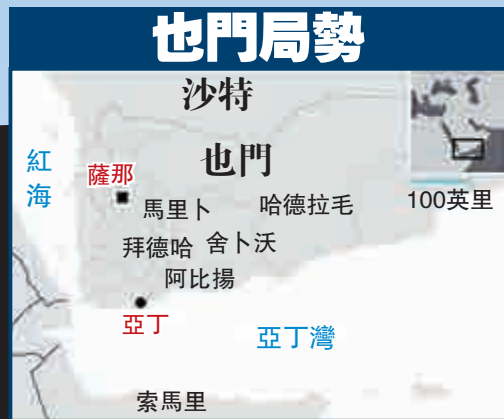 也門局勢
沙特
也門
紅海
薩那
馬里卜
哈德拉毛
100英里
拜德哈
舍卜沃
阿比揚
亞丁
亞丁灣
索馬里